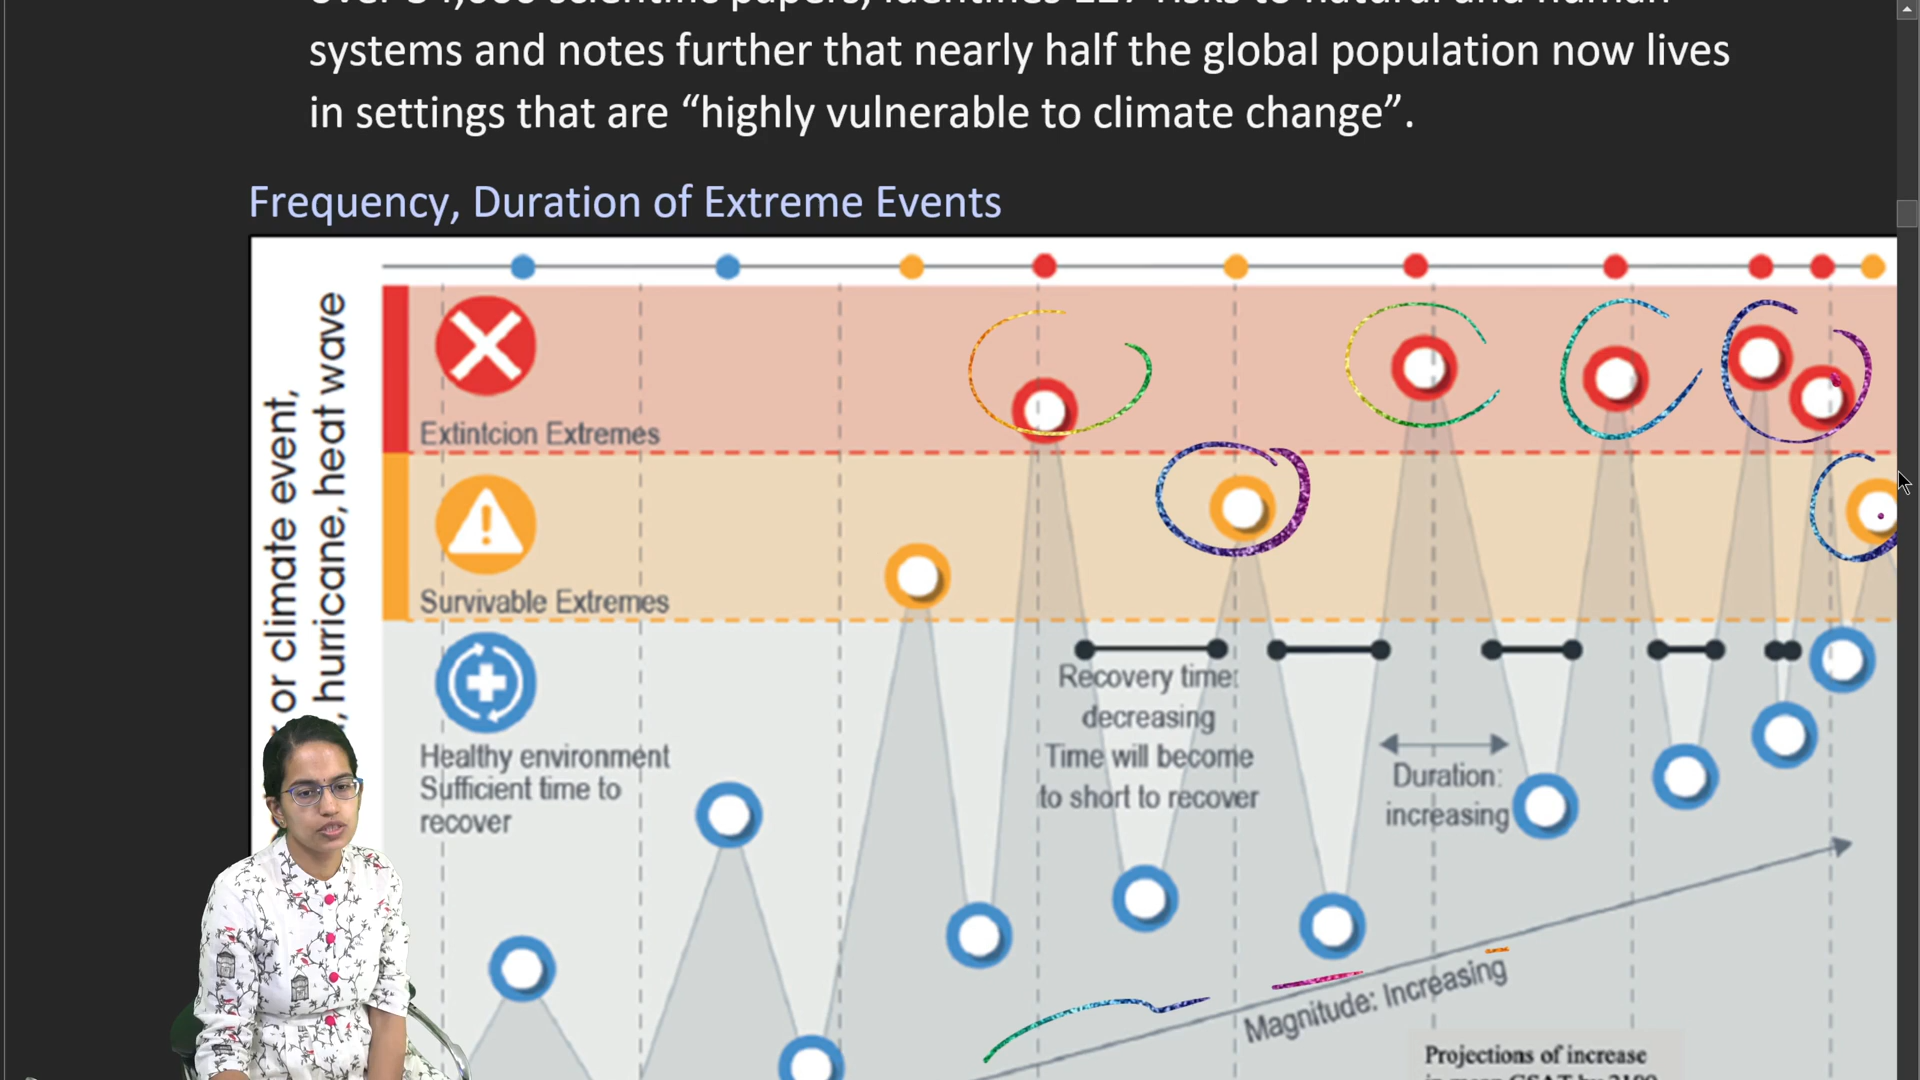 systems and notes further that nearly half the global population now lives
in settings that are “highly vulnerable to climate change”.
Frequency, Duration of Extreme Events
or climate event,
, hurricane, heat wave
Extintcion Extremes
Survivable Extremes
Healthy environment
Sufficient time to
recover
Recovery time:
decreasing
Time will become
to short to recover
Duration:
increasing
Magnitude: Increasing
Projections of increase